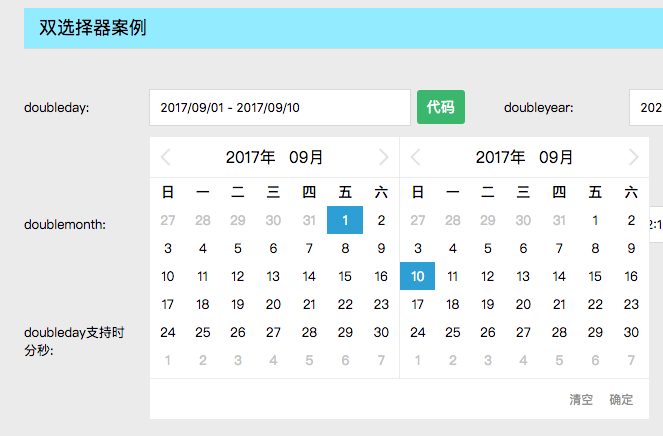 双选择器案例
doubleday: 2017/09/01 - 2017/09/10 代码 doubleyear: 202
2017年 09月 2017年 09月
日 一 二 三 四 五 六 日 一 二 三 四 五 六
27 28 29 30 31 1 2 27 28 29 30 31 1 2
doublemonth: 2:1
3 4 5 6 7 8 9 3 4 5 6 7 8 9
10 11 12 13 14 15 16 10 11 12 13 14 15 16
17 18 19 20 21 22 23 17 18 19 20 21 22 23
24 25 26 27 28 29 30 24 25 26 27 28 29 30
doubleday支持时
分秒:
1 2 3 4 5 6 7 1 2 3 4 5 6 7
清空 确定